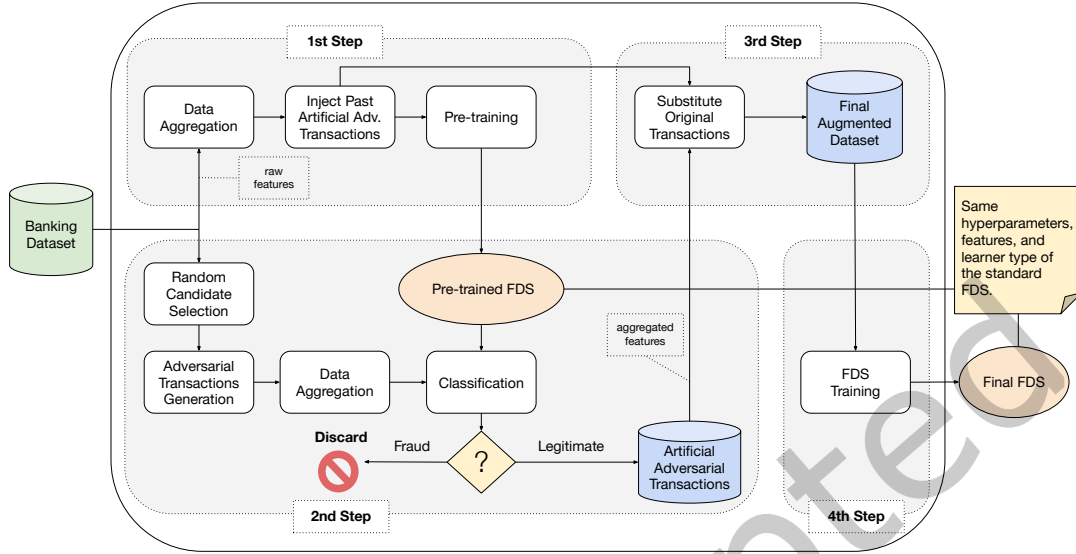 1st Step
3rd Step
Data
Aggregation
Inject Past
Artificial Adv.
Transactions
Pre-training
Substitute
Original
Transactions
Final
Augmented
Dataset
raw
features
Banking
Dataset
Same
hyperparameters,
features, and
learner type of
the standard
FDS.
Random
Candidate
Selection
Pre-trained FDS
aggregated
features
Adversarial
Transactions
Generation
Data
Aggregation
Classification
FDS
Training
Final FDS
Discard
Fraud
?
Legitimate
Artificial
Adversarial
Transactions
2nd Step
4th Step
pted